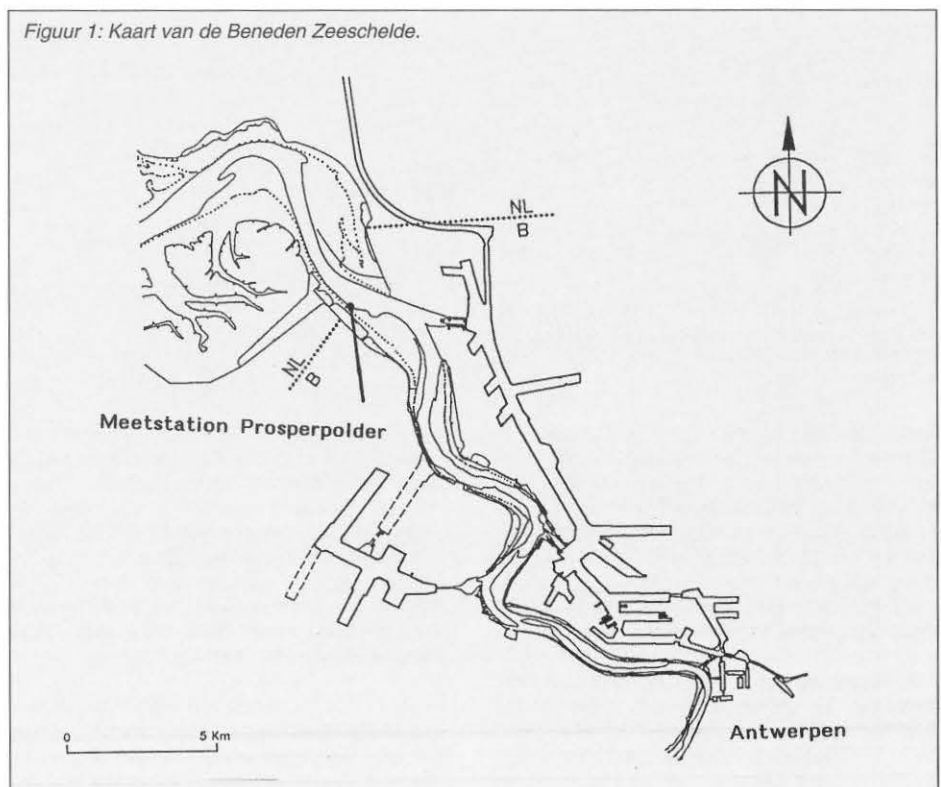 Figuur 1: Kaart van de Beneden Zeeschelde.
N
NL
B
NL
B
Meetstation Prosperpolder
0 5 Km
Antwerpen